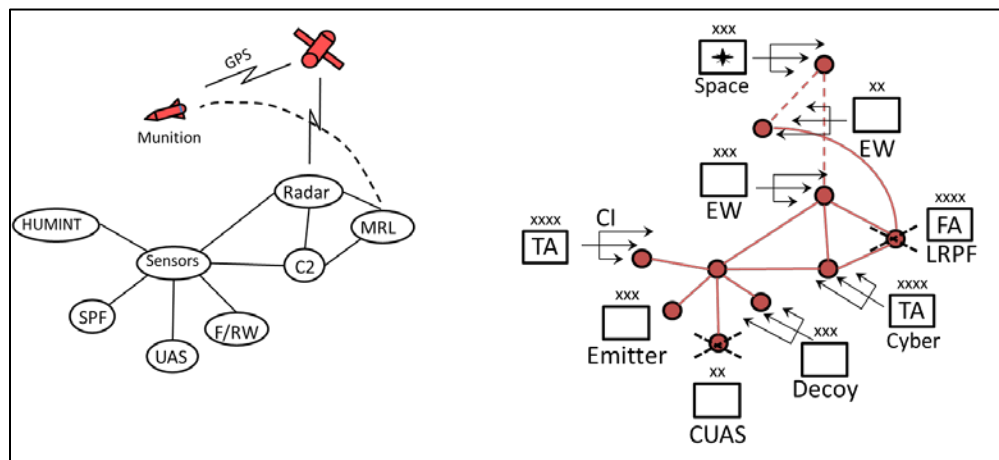 GPS
Munition
Radar
HUMINT
MRL
Sensors
C2
SPF
F/RW
UAS
xxx
Space
xx
EW
xxx
EW
xxxx
FA
LRPF
xxxx
TA
CI
xxxx
TA
Cyber
xxx
Emitter
xxx
Decoy
xx
CUAS